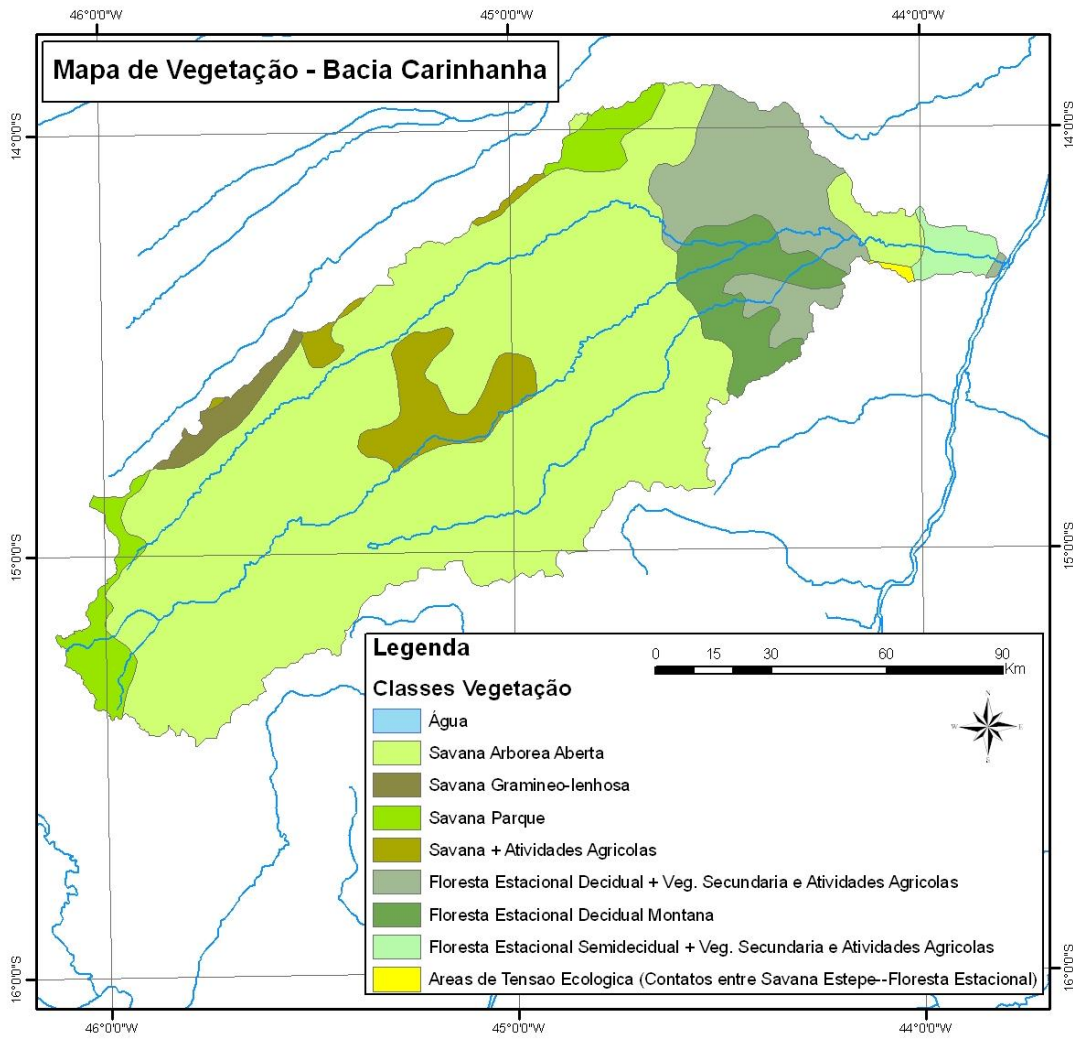 46°0'0"W 45°0'0"W 44°0'0"W
Mapa de Vegetação - Bacia Carinhanha
14°0'0"S 14°0'0"S
15°0'0"S 15°0'0"S
Legenda
0 15 30 60 90
Km
Classes Vegetação
Água
N
W E
S
Savana Arborea Aberta
Savana Gramineo-lenhosa
Savana Parque
Savana + Atividades Agricolas
Floresta Estacional Decidual + Veg. Secundaria e Atividades Agricolas
Floresta Estacional Decidual Montana
Floresta Estacional Semidecidual + Veg. Secundaria e Atividades Agricolas
Areas de Tensao Ecologica (Contatos entre Savana Estepe--Floresta Estacional)
16°0'0"S 16°0'0"S
46°0'0"W 45°0'0"W 44°0'0"W